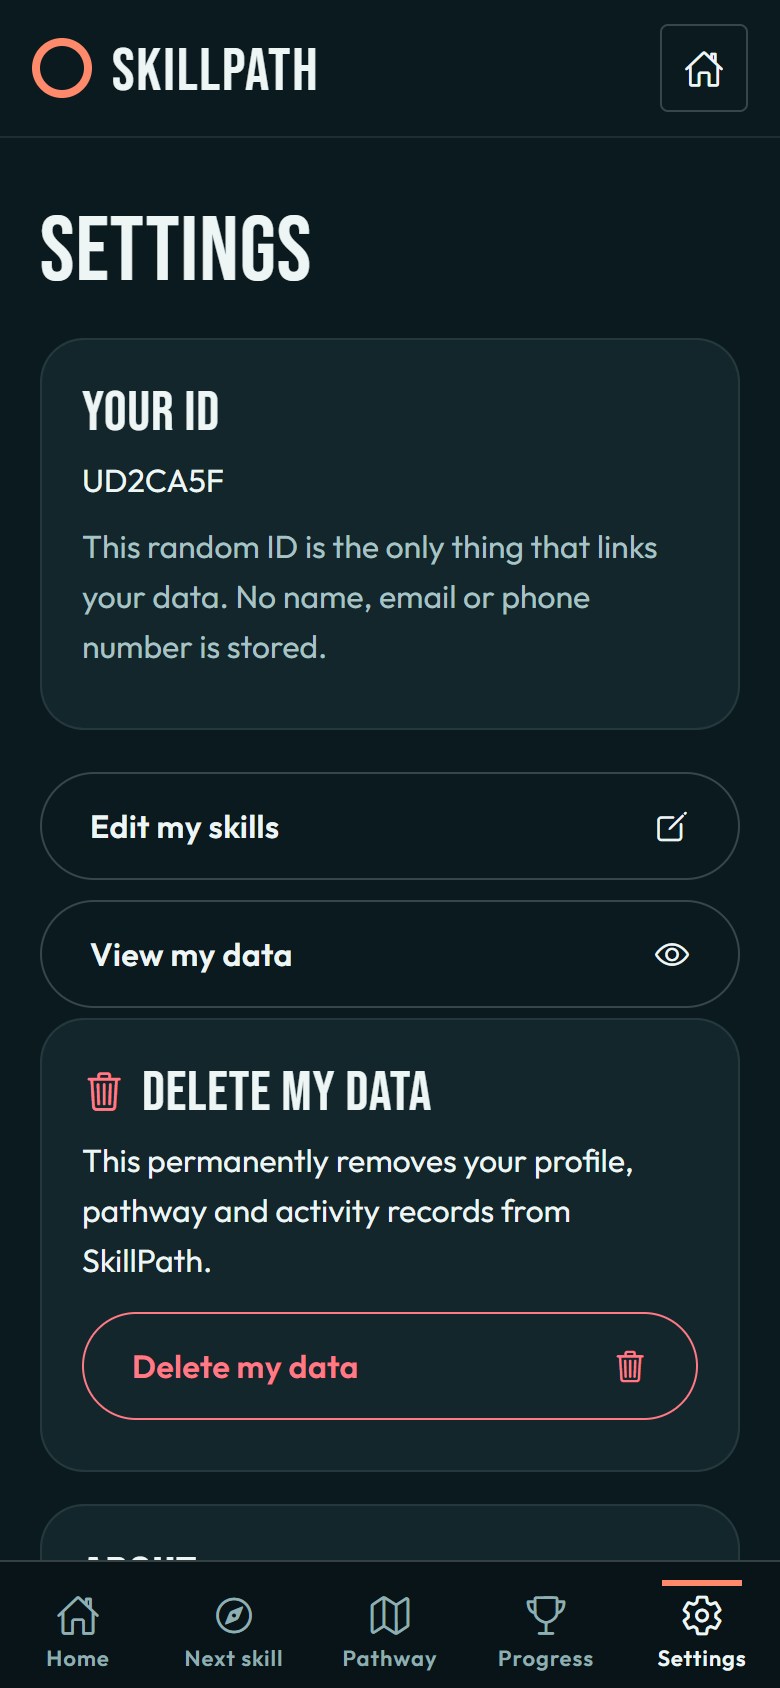 SKILLPATH
SETTINGS
YOUR ID
UD2CA5F
This random ID is the only thing that links
your data. No name, email or phone
number is stored.
Edit my skills
View my data
DELETE MY DATA
This permanently removes your profile,
pathway and activity records from
SkillPath.
Delete my data
ABOUT
Home
Next skill
Pathway
Progress
Settings